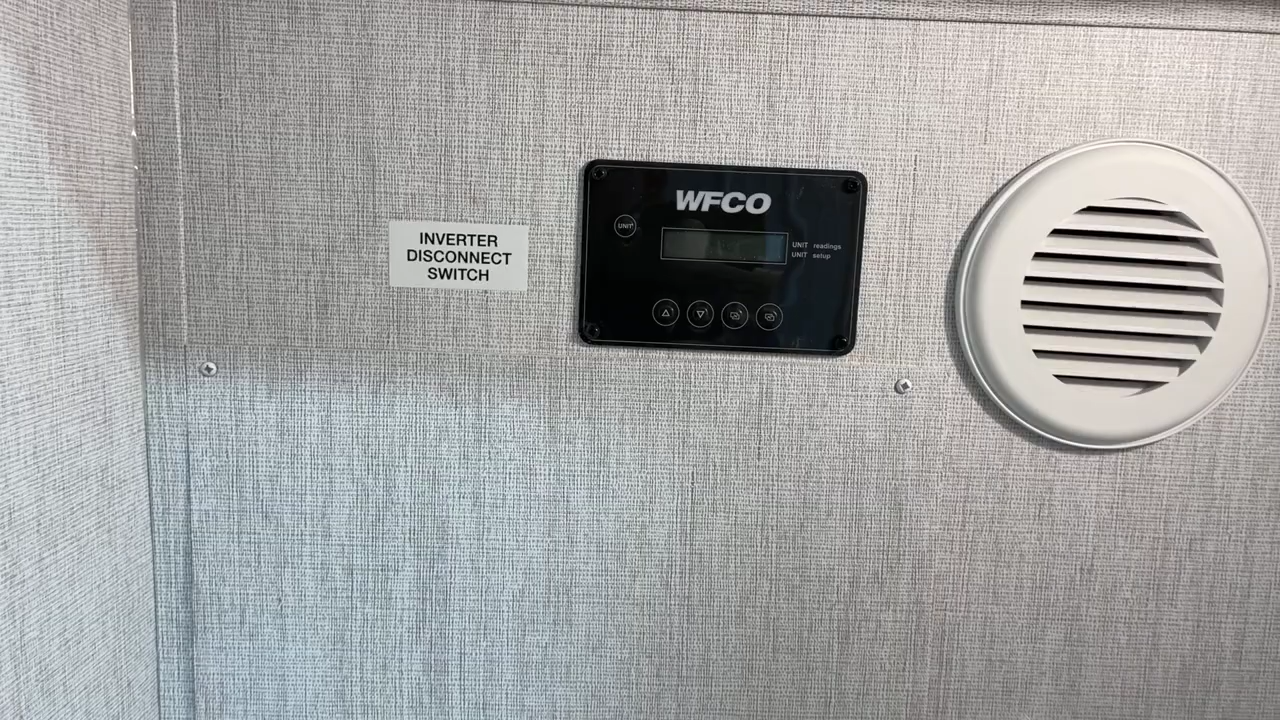 INVERTER
DISCONNECT
SWITCH
WFCO
UNIT
UNIT readings
UNIT setup